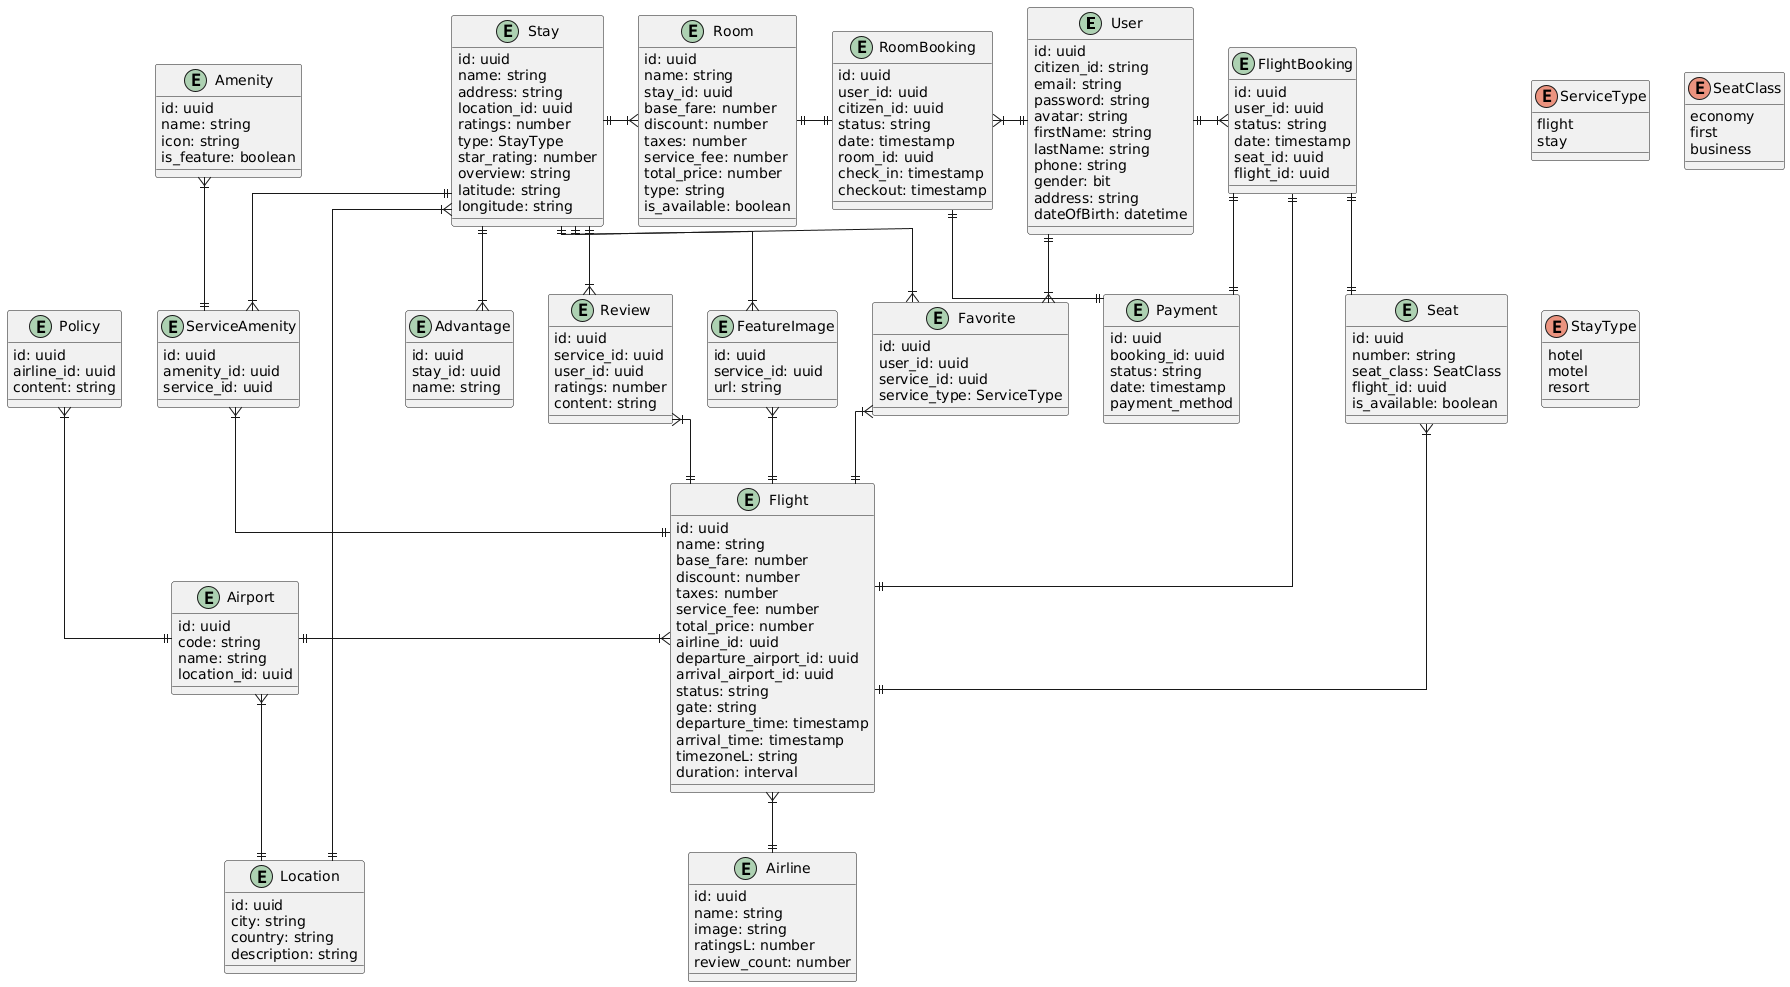 E Stay
id: uuid
name: string
address: string
location_id: uuid
ratings: number
type: StayType
star_rating: number
overview: string
latitude: string
longitude: string
E Room
id: uuid
name: string
stay_id: uuid
base_fare: number
discount: number
taxes: number
service_fee: number
total_price: number
type: string
is_available: boolean
E RoomBooking
id: uuid
user_id: uuid
citizen_id: uuid
status: string
date: timestamp
room_id: uuid
check_in: timestamp
checkout: timestamp
E User
id: uuid
citizen_id: string
email: string
password: string
avatar: string
firstName: string
lastName: string
phone: string
gender: bit
address: string
dateOfBirth: datetime
E FlightBooking
id: uuid
user_id: uuid
status: string
date: timestamp
seat_id: uuid
flight_id: uuid
E Amenity
id: uuid
name: string
icon: string
is_feature: boolean
E ServiceType
flight
stay
E SeatClass
economy
first
business
E Policy
id: uuid
airline_id: uuid
content: string
E ServiceAmenity
id: uuid
amenity_id: uuid
service_id: uuid
E Advantage
id: uuid
stay_id: uuid
name: string
E Review
id: uuid
service_id: uuid
user_id: uuid
ratings: number
content: string
E FeatureImage
id: uuid
service_id: uuid
url: string
E Favorite
id: uuid
user_id: uuid
service_id: uuid
service_type: ServiceType
E Payment
id: uuid
booking_id: uuid
status: string
date: timestamp
payment_method
E Seat
id: uuid
number: string
seat_class: SeatClass
flight_id: uuid
is_available: boolean
E StayType
hotel
motel
resort
E Flight
id: uuid
name: string
base_fare: number
discount: number
taxes: number
service_fee: number
total_price: number
airline_id: uuid
departure_airport_id: uuid
arrival_airport_id: uuid
status: string
gate: string
departure_time: timestamp
arrival_time: timestamp
timezoneL: string
duration: interval
E Airport
id: uuid
code: string
name: string
location_id: uuid
E Location
id: uuid
city: string
country: string
description: string
E Airline
id: uuid
name: string
image: string
ratingsL: number
review_count: number